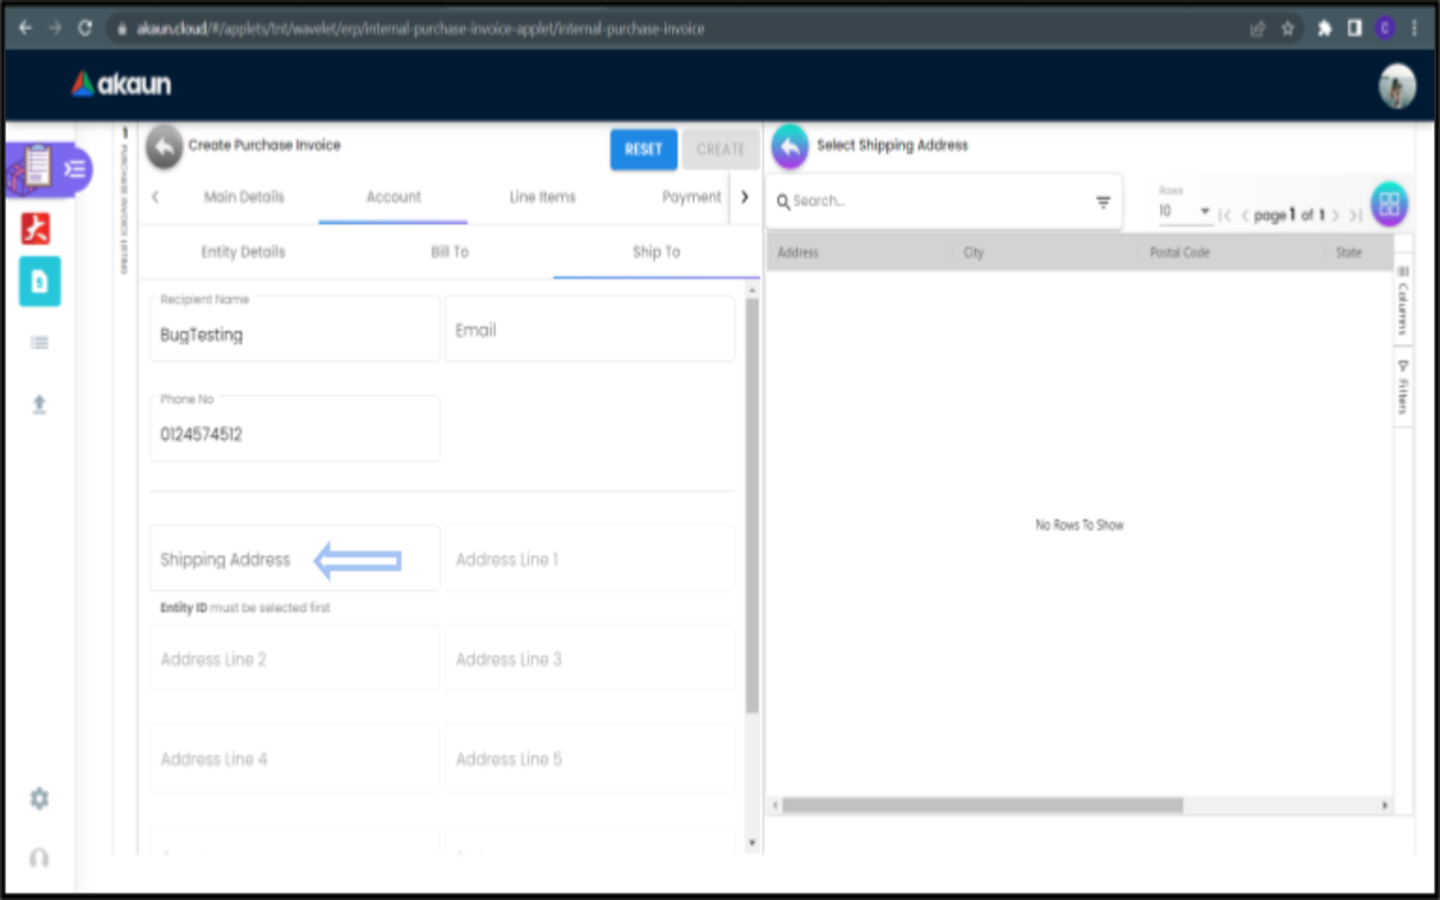 akaun.cloud/#/applets/tnt/wavelet/erp/internal-purchase-invoice-applet/internal-purchase-invoice
C
akaun
1 PURCHASE INVOICE LISTING
Create Purchase Invoice
RESET
CREATE
Main Details
Account
Line Items
Payment
Entity Details
Bill To
Ship To
Recipient Name
BugTesting
Email
Phone No
0124574512
Shipping Address
Address Line 1
Entity ID must be selected first
Address Line 2
Address Line 3
Address Line 4
Address Line 5
Select Shipping Address
Search...
Rows
10
page 1 of 1
Address
City
Postal Code
State
No Rows To Show
Columns
Filters